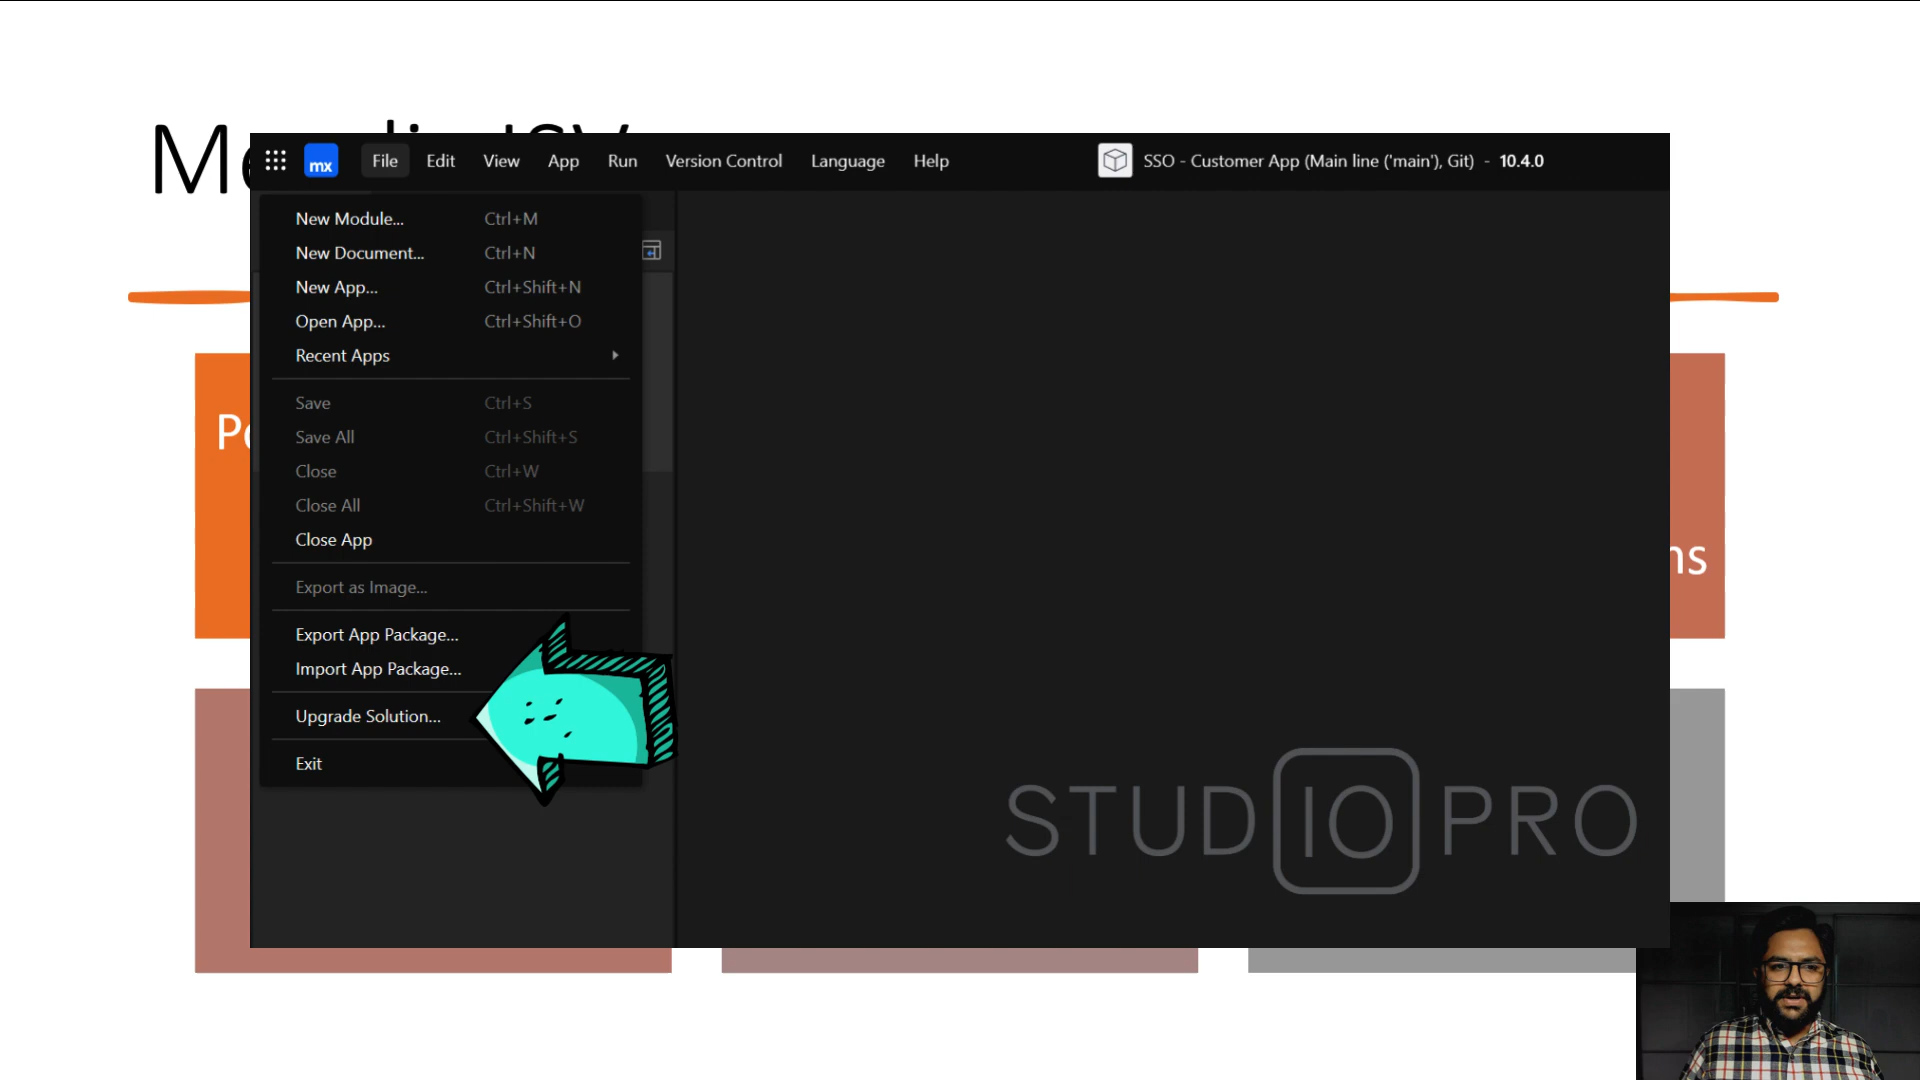 mx File Edit View App Run Version Control Language Help SSO - Customer App (Main line ('main'), Git) - 10.4.0
New Module... Ctrl+M
New Document... Ctrl+N
New App... Ctrl+Shift+N
Open App... Ctrl+Shift+O
Recent Apps
Save Ctrl+S
Save All Ctrl+Shift+S
Close Ctrl+W
Close All Ctrl+Shift+W
Close App
Export as Image...
Export App Package...
Import App Package...
Upgrade Solution...
Exit
STUDIO PRO